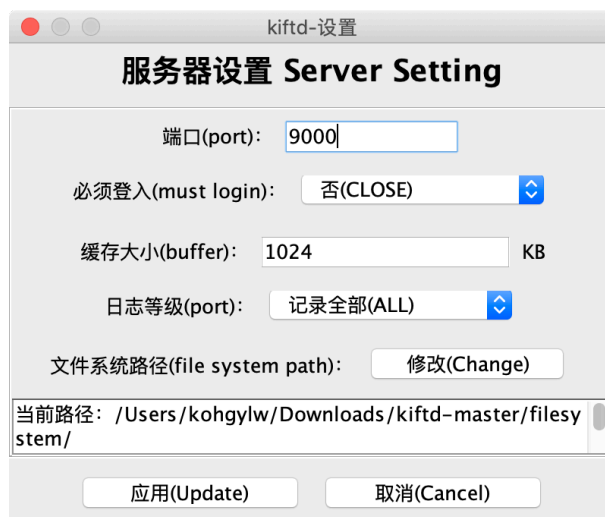 kiftd-设置
服务器设置 Server Setting
端口(port): 9000
必须登入(must login): 否(CLOSE)
缓存大小(buffer): 1024 KB
日志等级(port): 记录全部(ALL)
文件系统路径(file system path): 修改(Change)
当前路径：/Users/kohgylw/Downloads/kiftd-master/filesy
stem/
应用(Update) 取消(Cancel)